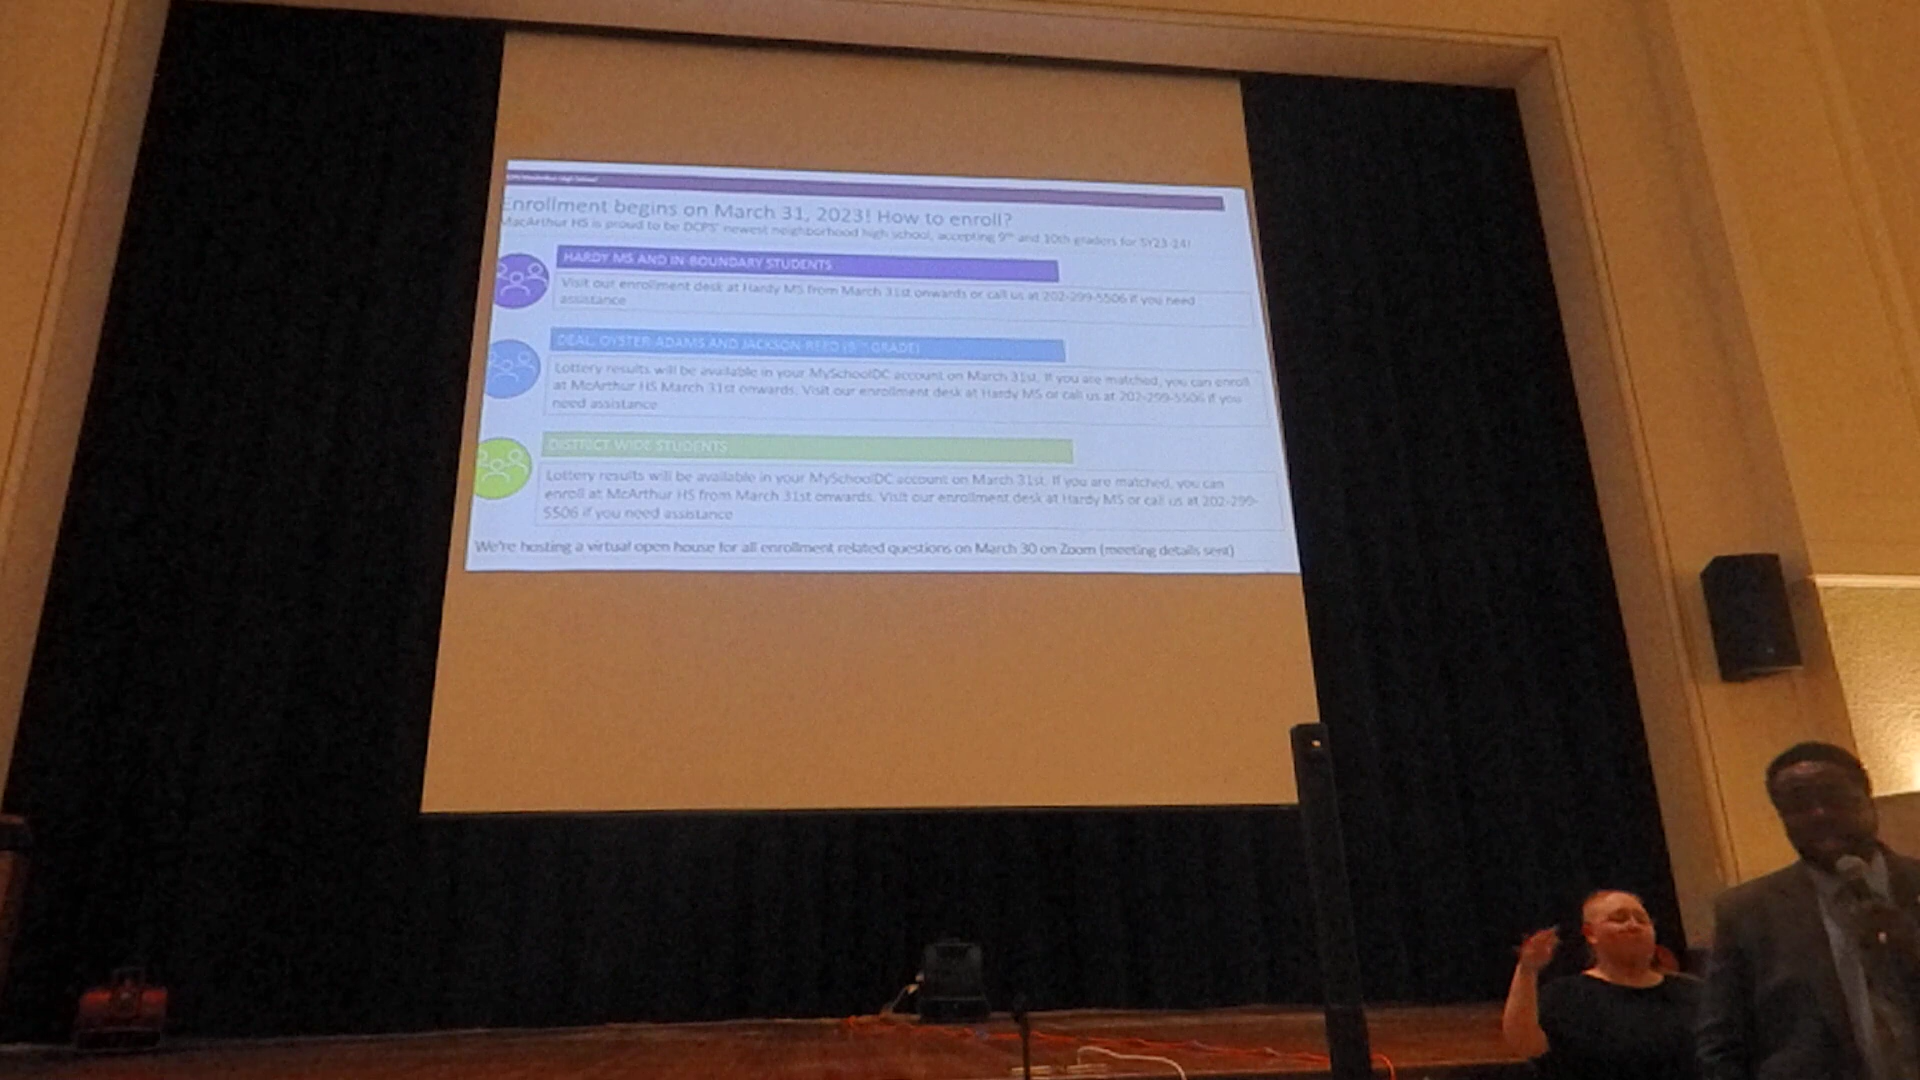 Enrollment begins on March 31, 2023! How to enroll?
MacArthur HS is proud to be DCPS' newest neighborhood high school, accepting 9th and 10th graders for SY23-24!
HARDY MS AND IN-BOUNDARY STUDENTS
Visit our enrollment desk at Hardy MS from March 31st onwards or call us at 202-299-5506 if you need
assistance
DEAL, OYSTER-ADAMS AND JACKSON-REED GRADE)
Lottery results will be available in your MySchoolDC account on March 31st. If you are matched, you can enroll
at McArthur HS March 31st onwards. Visit our enrollment desk at Hardy MS or call us at 202-299-5506 if you
need assistance
DISTRICT WIDE STUDENTS
Lottery results will be available in your MySchoolDC account on March 31st. If you are matched, you can
enroll at McArthur HS from March 31st onwards. Visit our enrollment desk at Hardy MS or call us at 202-299-
5506 if you need assistance
We're hosting a virtual open house for all enrollment related questions on March 30 on Zoom (meeting details sent)